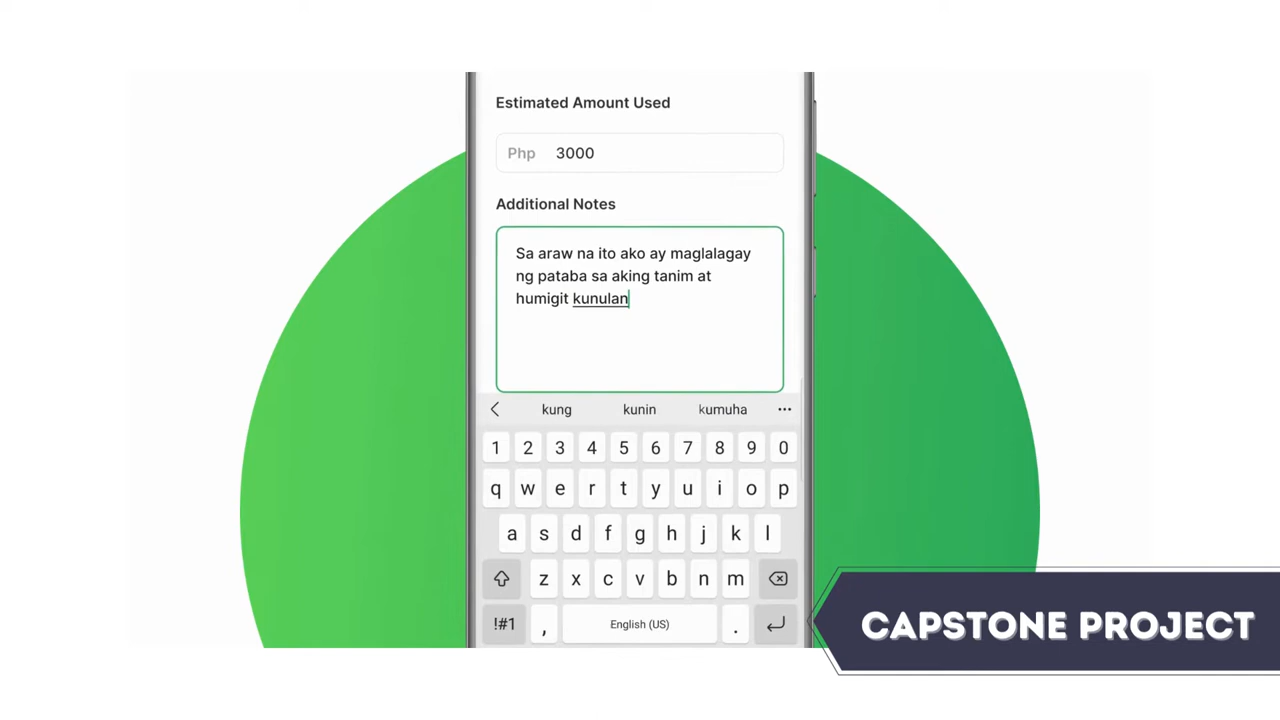 Estimated Amount Used
Php 3000
Additional Notes
Sa araw na ito ako ay maglalagay
ng pataba sa aking tanim at
humigit kunulan
kung kunin kumuha ...
1 2 3 4 5 6 7 8 9 0
q w e r t y u i o p
a s d f g h j k l
z x c v b n m
!#1 , English (US) .
CAPSTONE PROJECT